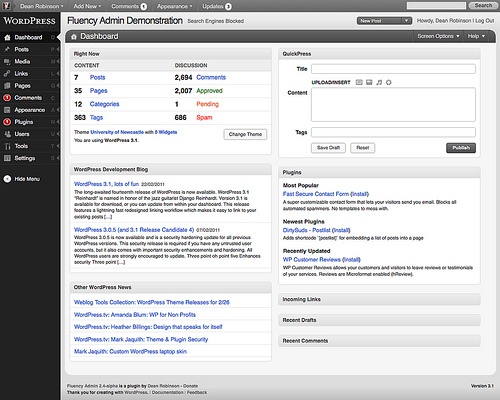 Dean Robinson Add New Comments 1 Appearance Updates 3 Search
WORDPRESS Fluency Admin Demonstration Search Engines Blocked New Post Howdy, Dean Robinson | Log Out
Dashboard D
Posts P
Media M
Links L
Pages G
Comments C
Appearance A
Plugins N
Users U
Tools T
Settings S
Hide Menu
Dashboard Screen Options Help
Right Now
CONTENT DISCUSSION
7 Posts 2,694 Comments
35 Pages 2,007 Approved
12 Categories 1 Pending
363 Tags 686 Spam
Theme University of Newcastle with 8 Widgets Change Theme
You are using WordPress 3.1.
WordPress Development Blog
WordPress 3.1, lots of fun 22/02/2011
The long-awaited fourteenth release of WordPress is now available. WordPress 3.1
"Reinhardt" is named in honor of the jazz guitarist Django Reinhardt. Version 3.1 is
available for download, or you can update from within your dashboard. This release
features a lightning fast redesigned linking workflow which makes it easy to link to your
existing posts [...]
WordPress 3.0.5 (and 3.1 Release Candidate 4) 07/02/2011
WordPress 3.0.5 is now available and is a security hardening update for all previous
WordPress versions. This security release is required if you have any untrusted user
accounts, but it also comes with important security enhancements and hardening. All
WordPress users are strongly encouraged to update. Three point oh point five Enhances
security Three point [...]
Other WordPress News
Weblog Tools Collection: WordPress Theme Releases for 2/26
WordPress.tv: Amanda Blum: WP for Non Profits
WordPress.tv: Heather Billings: Design that speaks for itself
WordPress.tv: Mark Jaquith: Theme & Plugin Security
Mark Jaquith: Custom WordPress laptop skin
QuickPress
Title
UPLOAD/INSERT
Content
Tags
Save Draft Reset Publish
Plugins
Most Popular
Fast Secure Contact Form (Install)
A super customizable contact form that lets your visitors send you email. Blocks all
automated spammers. No templates to mess with.
Newest Plugins
DirtySuds - Postlist (Install)
Adds shortcode "[postlist]" for embedding a list of posts into a page
Recently Updated
WP Customer Reviews (Install)
WP Customer Reviews allows your customers and visitors to leave reviews or testimonials
of your services. Reviews are Microformat enabled (hReview).
Incoming Links
Recent Drafts
Recent Comments
Fluency Admin 2.4-alpha is a plugin by Dean Robinson - Donate Version 3.1
Thank you for creating with WordPress. | Documentation | Feedback